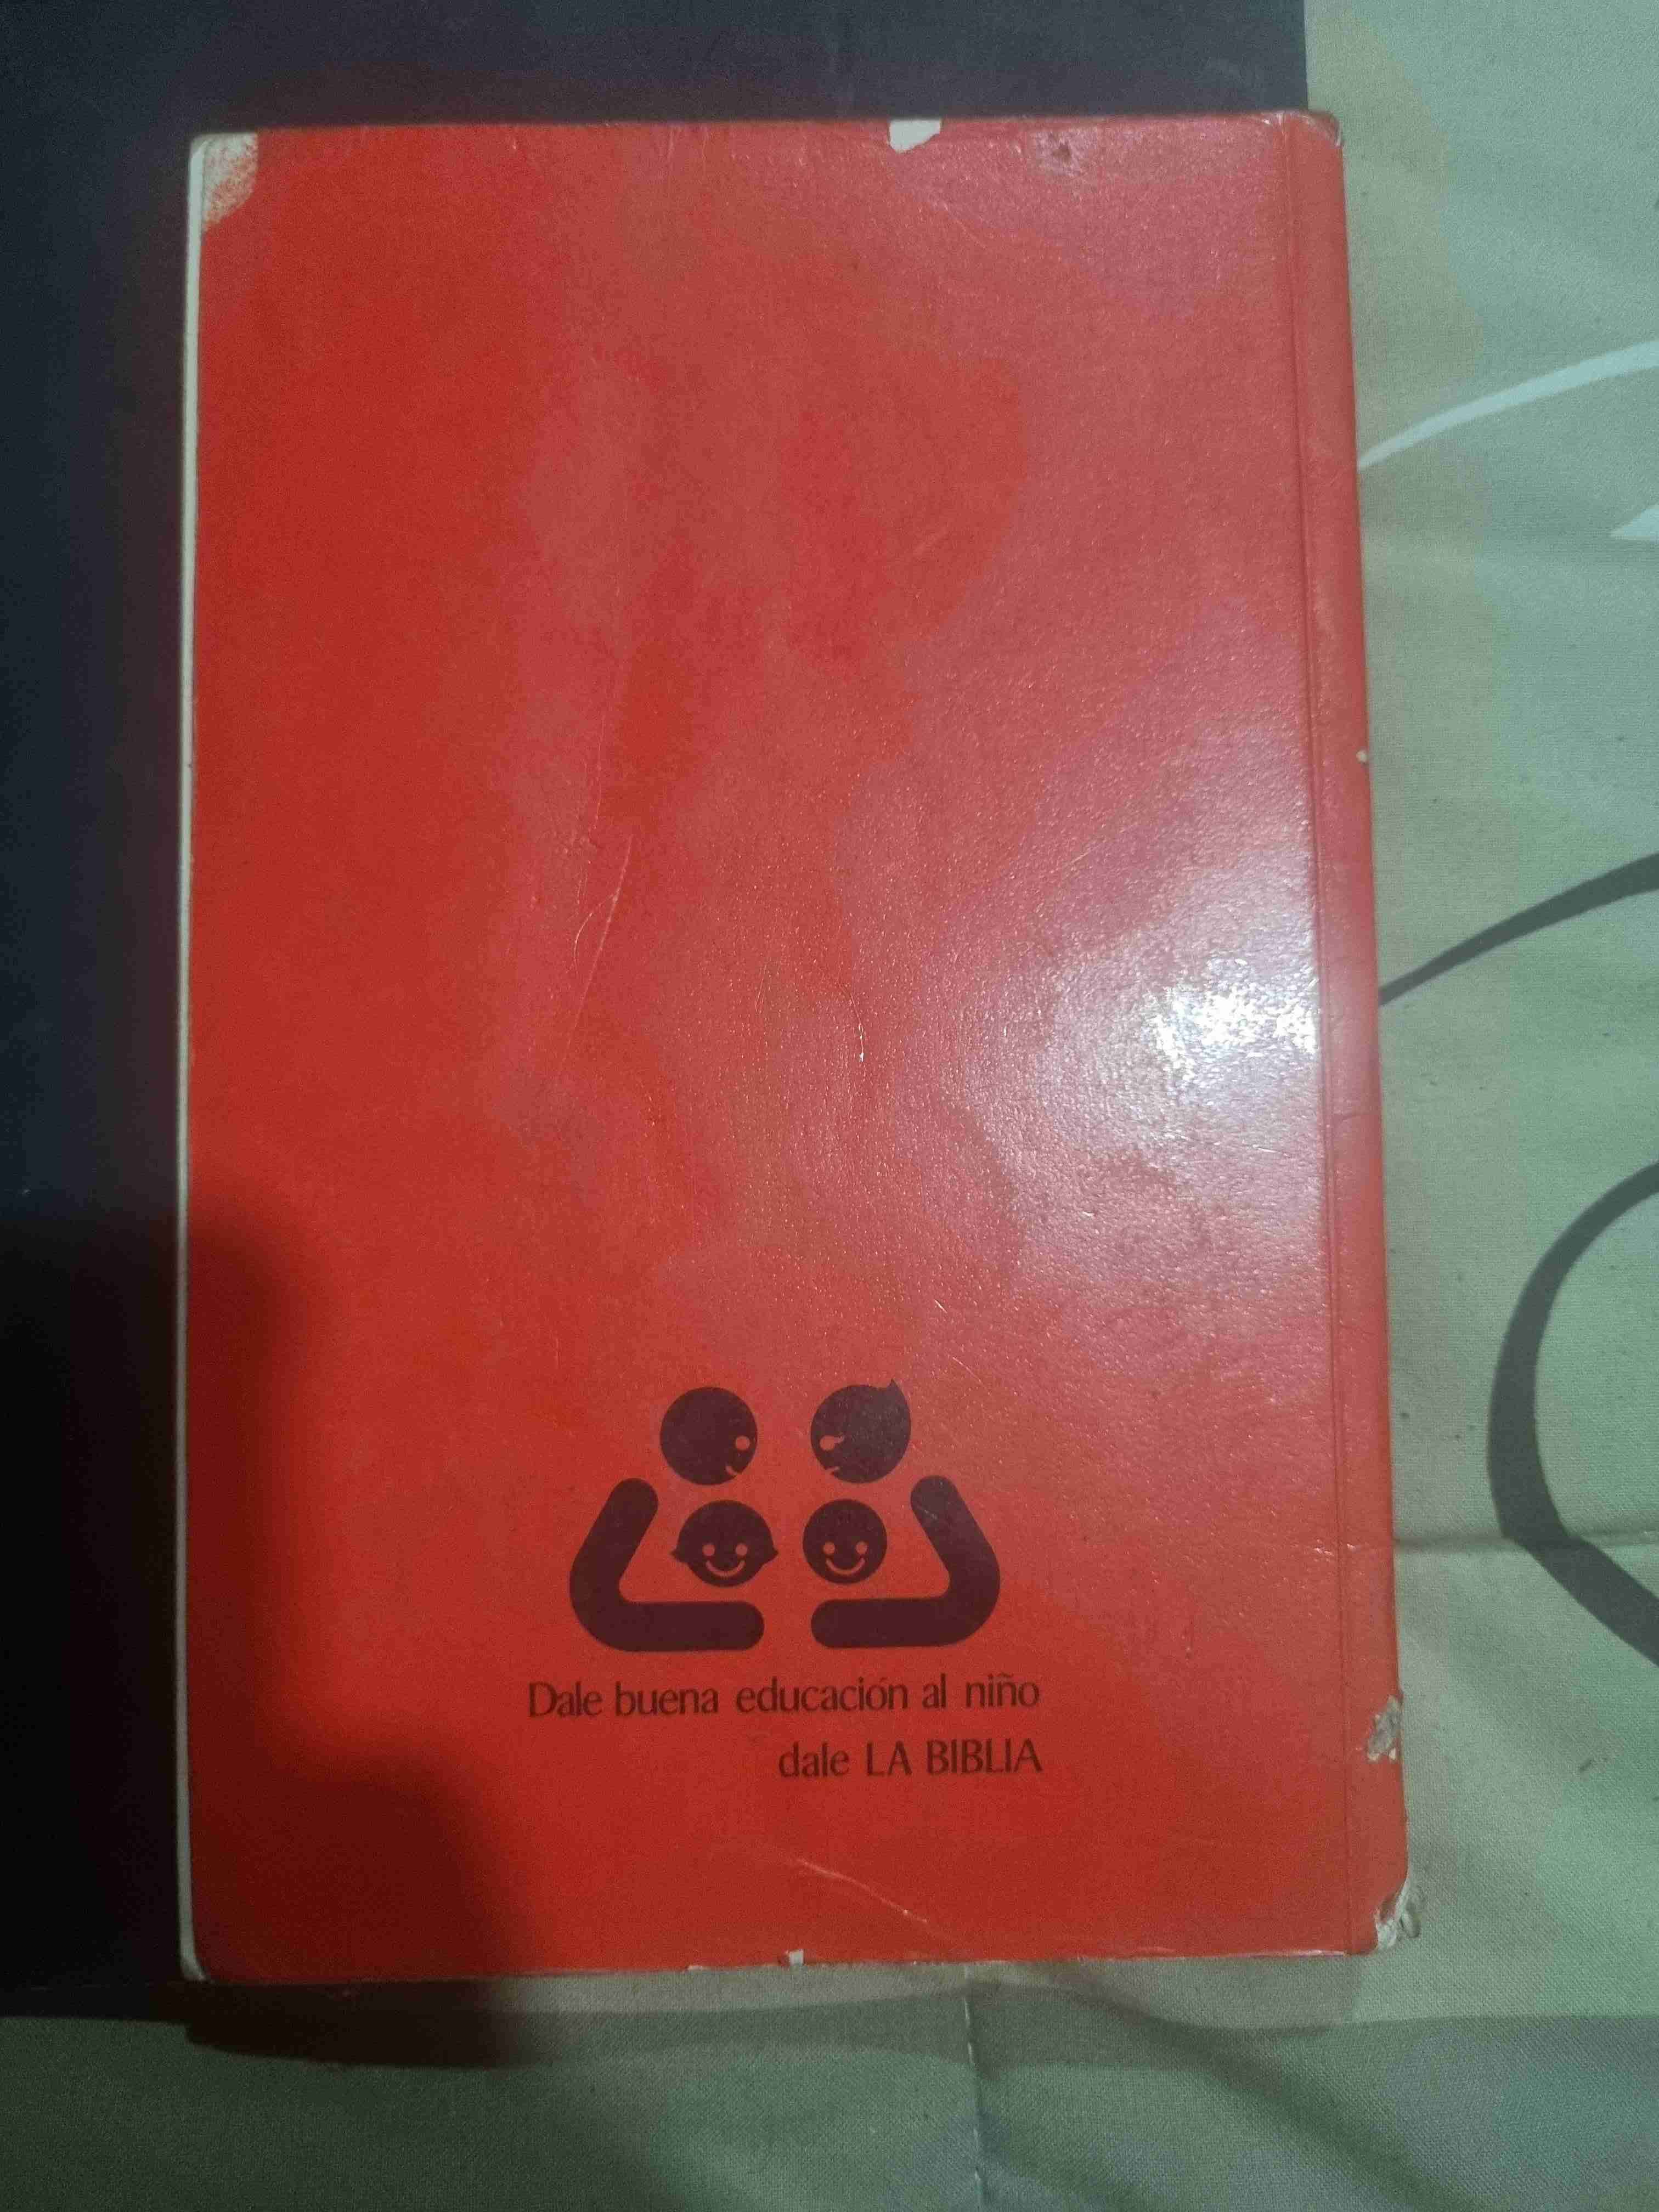 Dale buena educación al niño
dale LA BIBLIA